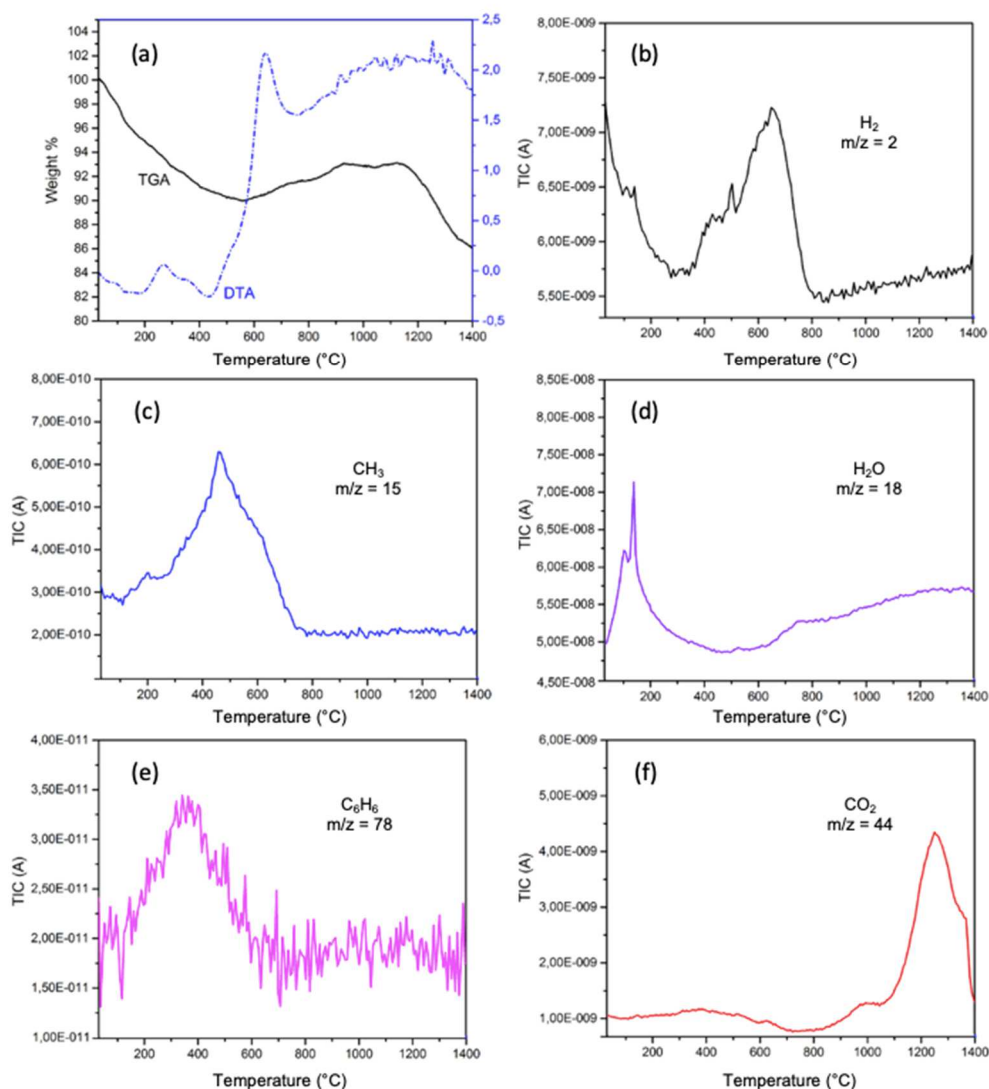 (a)
104
102
100
98
96
94
92
90
88
86
84
82
80
2,5
2,0
1,5
1,0
0,5
0,0
-0,5
Weight %
TGA
DTA
200 400 600 800 1000 1200 1400
Temperature (°C)
(b)
8,00E-009
7,50E-009
7,00E-009
6,50E-009
6,00E-009
5,50E-009
TIC (A)
H₂
m/z = 2
200 400 600 800 1000 1200 1400
Temperature (°C)
(c)
8,00E-010
7,00E-010
6,00E-010
5,00E-010
4,00E-010
3,00E-010
2,00E-010
TIC (A)
CH₃
m/z = 15
200 400 600 800 1000 1200 1400
Temperature (°C)
(d)
8,50E-008
8,00E-008
7,50E-008
7,00E-008
6,50E-008
6,00E-008
5,50E-008
5,00E-008
4,50E-008
TIC (A)
H₂O
m/z = 18
200 400 600 800 1000 1200 1400
Temperature (°C)
(e)
4,00E-011
3,50E-011
3,00E-011
2,50E-011
2,00E-011
1,50E-011
1,00E-011
TIC (A)
C₆H₆
m/z = 78
200 400 600 800 1000 1200 1400
Temperature (°C)
(f)
6,00E-009
5,00E-009
4,00E-009
3,00E-009
2,00E-009
1,00E-009
TIC (A)
CO₂
m/z = 44
200 400 600 800 1000 1200 1400
Temperature (°C)